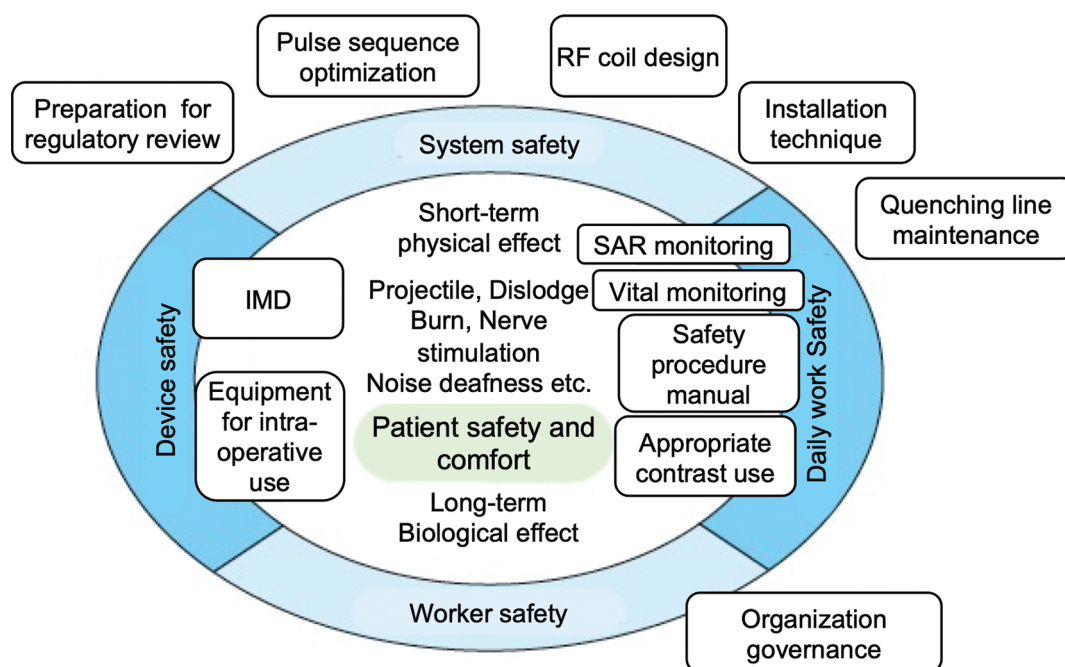 Pulse sequence
optimization
RF coil design
Preparation for
regulatory review
Installation
technique
System safety
Quenching line
maintenance
Short-term
physical effect
SAR monitoring
IMD
Projectile, Dislodge
Burn, Nerve
stimulation
Noise deafness etc.
Vital monitoring
Safety
procedure
manual
Device safety
Daily work Safety
Equipment
for intra-
operative
use
Patient safety and
comfort
Appropriate
contrast use
Long-term
Biological effect
Worker safety
Organization
governance